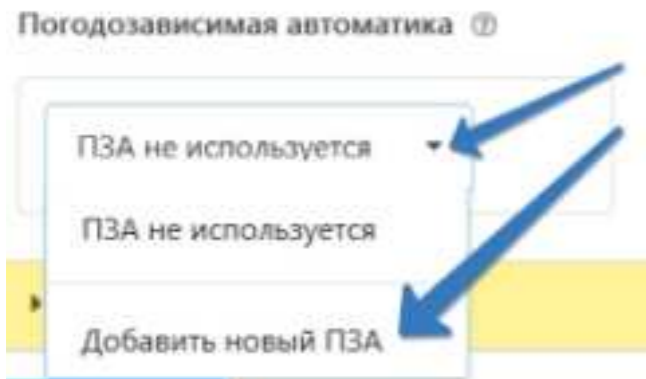 Погодозависимая автоматика ?
ПЗА не используется
ПЗА не используется
Добавить новый ПЗА